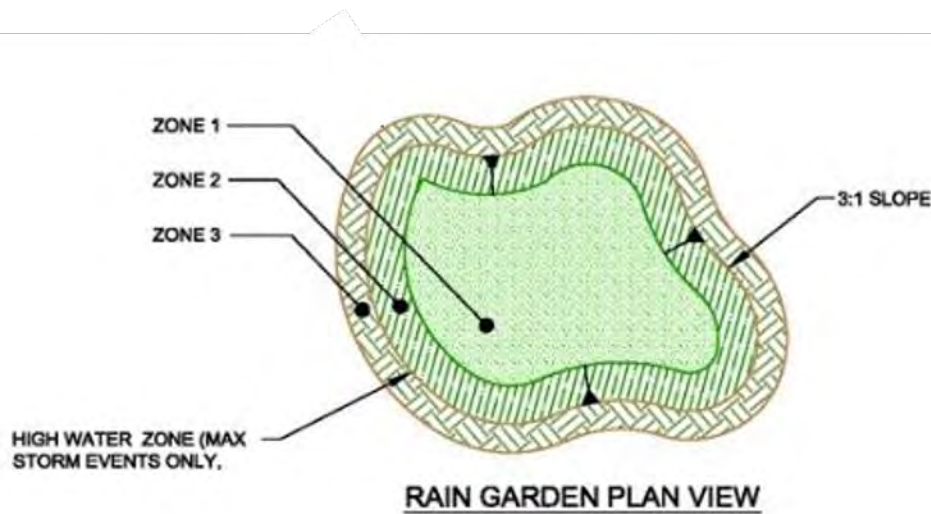 ZONE 1
ZONE 2
ZONE 3
3:1 SLOPE
HIGH WATER ZONE (MAX
STORM EVENTS ONLY,
RAIN GARDEN PLAN VIEW